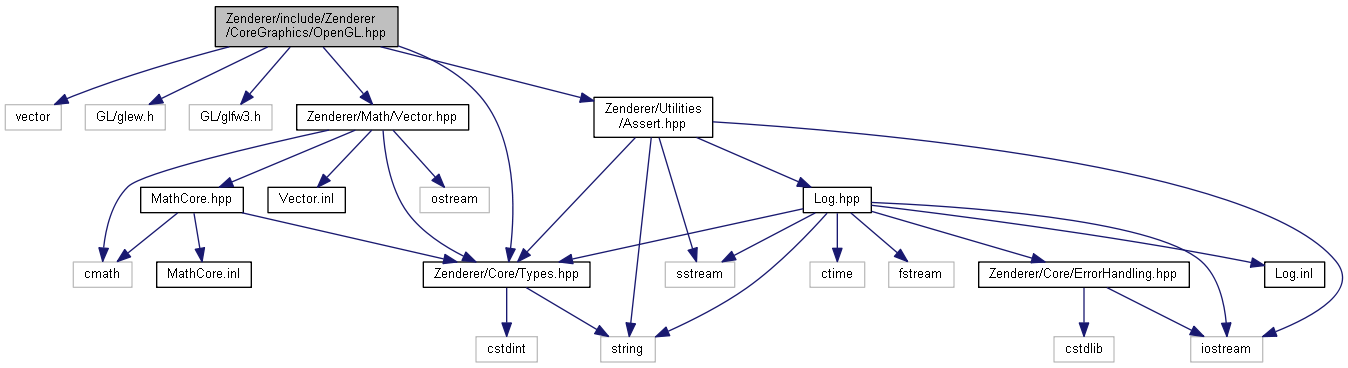 Zenderer/include/Zenderer
/CoreGraphics/OpenGL.hpp
vector
GL/glew.h
GL/glfw3.h
Zenderer/Math/Vector.hpp
Zenderer/Utilities
/Assert.hpp
MathCore.hpp
Vector.inl
ostream
Log.hpp
cmath
MathCore.inl
Zenderer/Core/Types.hpp
sstream
ctime
fstream
Zenderer/Core/ErrorHandling.hpp
Log.inl
cstdint
string
cstdlib
iostream